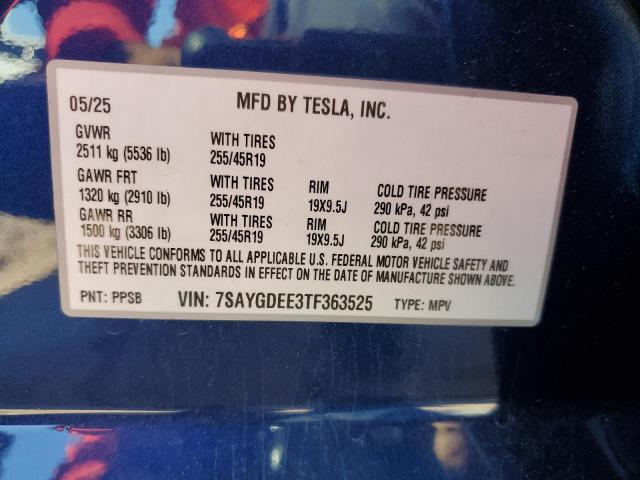 05/25 MFD BY TESLA, INC.
GVWR
2511 kg (5536 lb) WITH TIRES 255/45R19
GAWR FRT
1320 kg (2910 lb) WITH TIRES 255/45R19 RIM 19X9.5J COLD TIRE PRESSURE 290 kPa, 42 psi
GAWR RR
1500 kg (3306 lb) WITH TIRES 255/45R19 RIM 19X9.5J COLD TIRE PRESSURE 290 kPa, 42 psi
THIS VEHICLE CONFORMS TO ALL APPLICABLE U.S. FEDERAL MOTOR VEHICLE SAFETY AND
THEFT PREVENTION STANDARDS IN EFFECT ON THE DATE OF MANUFACTURE SHOWN ABOVE.
PNT: PPSB VIN: 7SAYGDEE3TF363525 TYPE: MPV